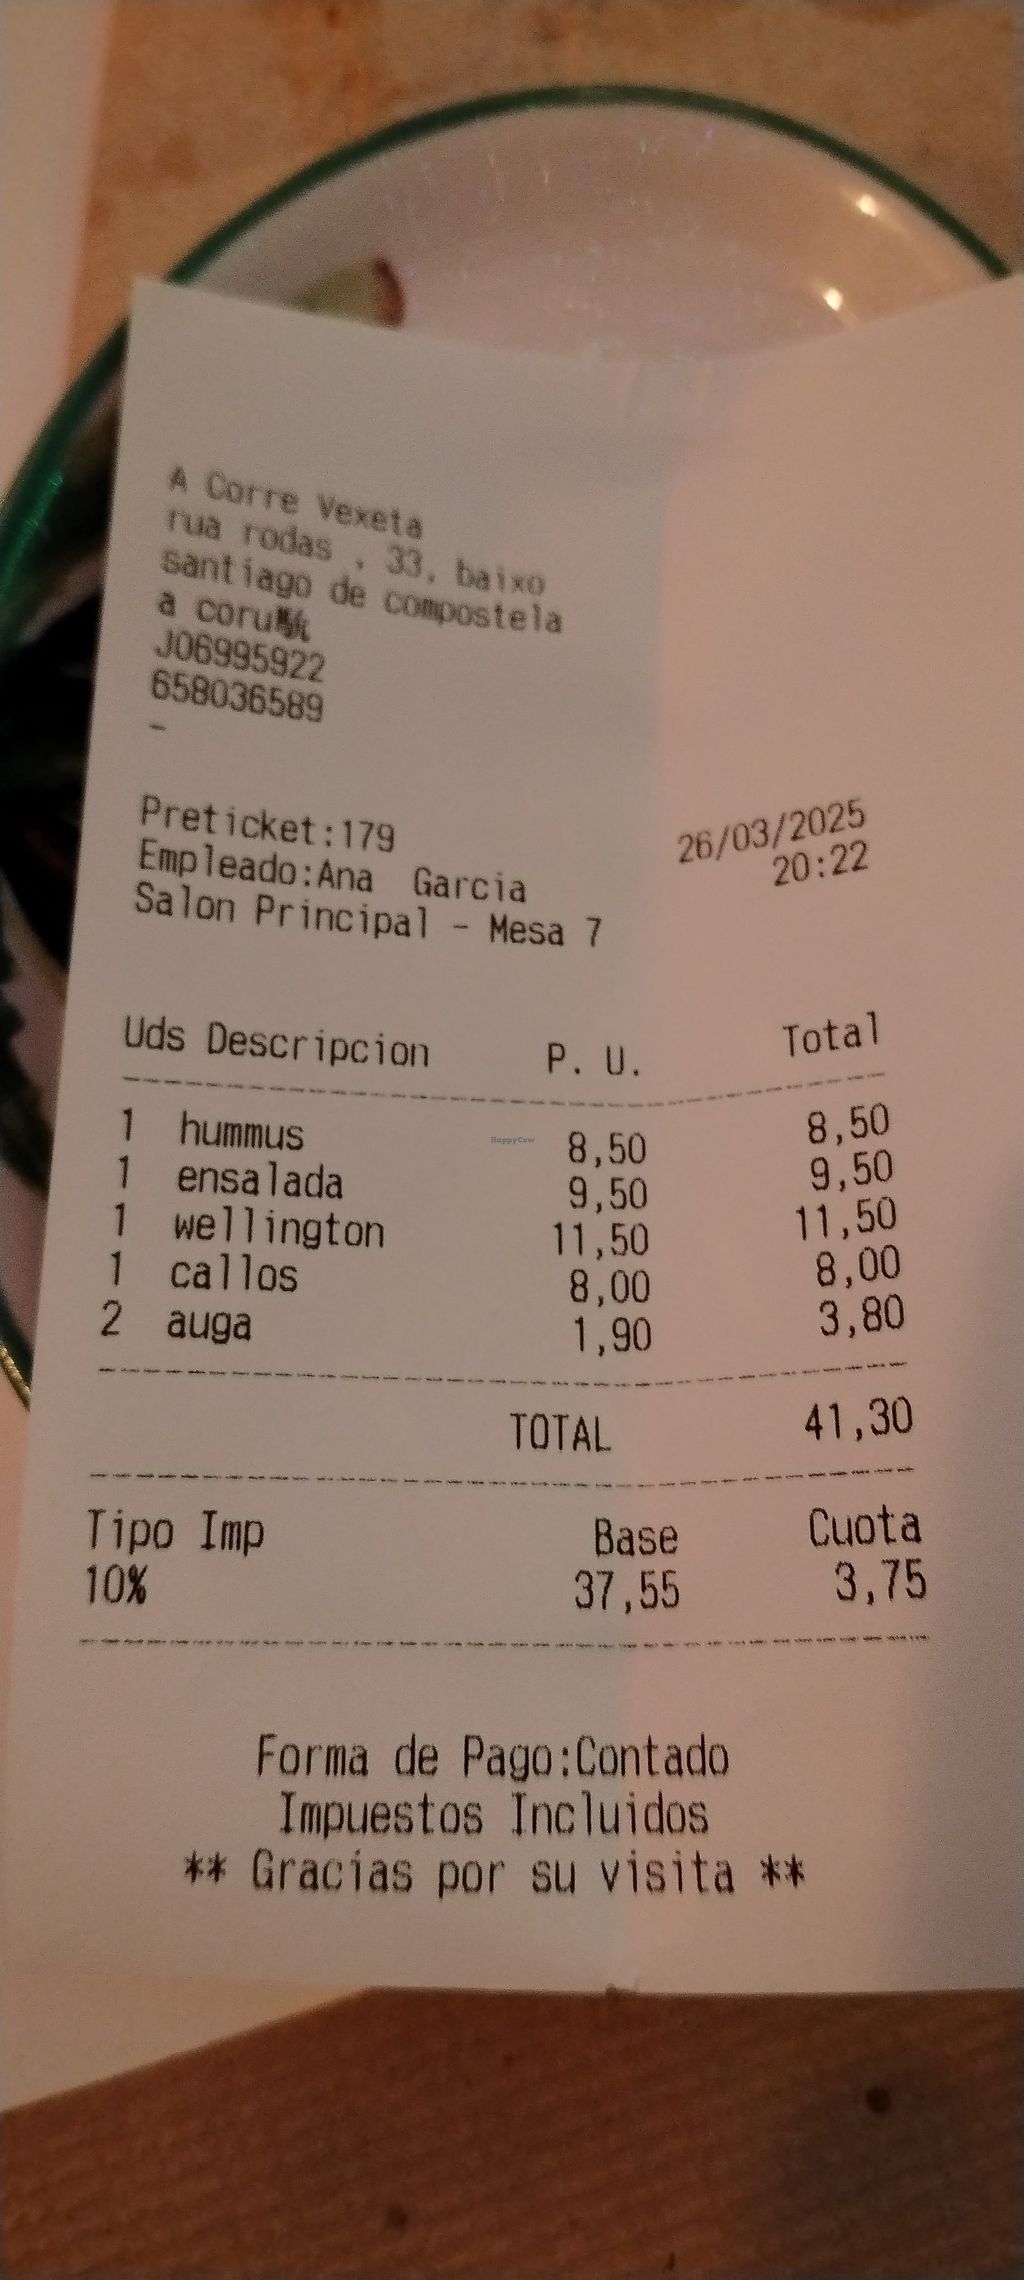 A Corre Vexeta
rua rodas , 33, baixo
santiago de compostela
a coru
J06995922
658036589
-
Preticket:179 26/03/2025
Empleado:Ana Garcia 20:22
Salon Principal - Mesa 7
Uds Descripcion P. U. Total
1 hummus 8,50 8,50
1 ensalada 9,50 9,50
1 wellington 11,50 11,50
1 callos 8,00 8,00
2 auga 1,90 3,80
TOTAL 41,30
Tipo Imp Base Cuota
10% 37,55 3,75
Forma de Pago:Contado
Impuestos Incluidos
** Gracias por su visita **
HappyCow